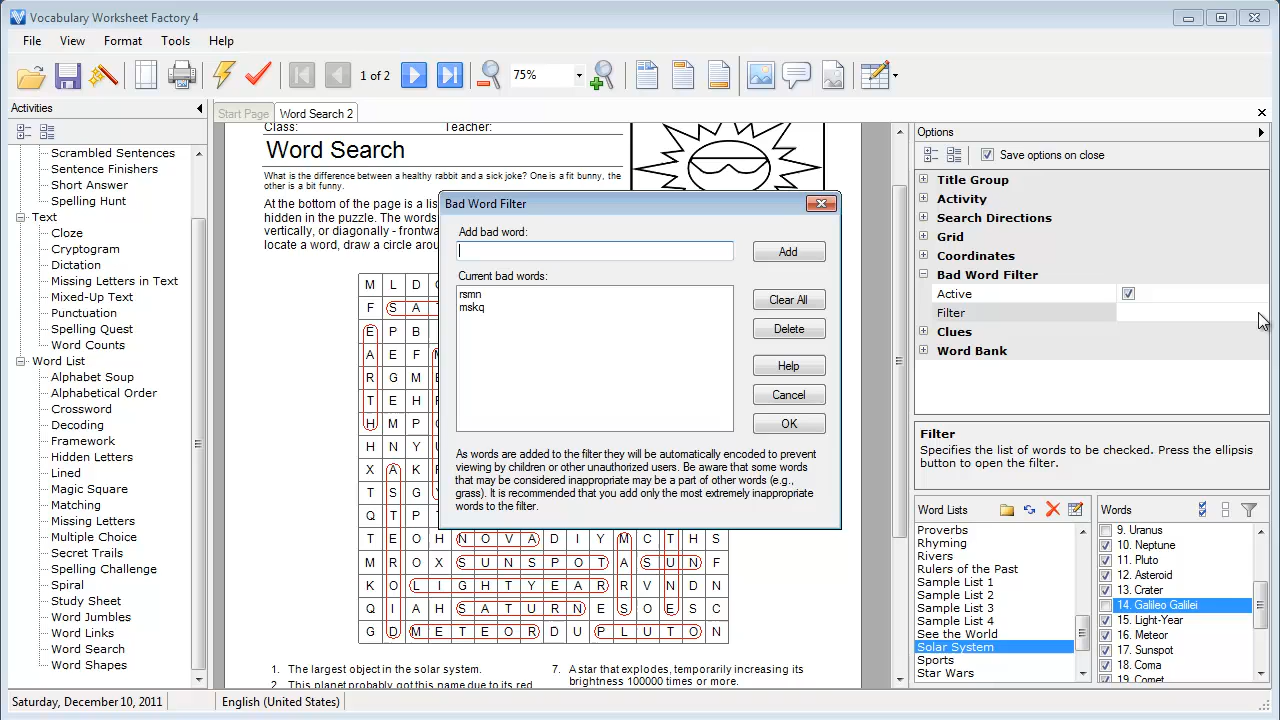 Vocabulary Worksheet Factory 4
File View Format Tools Help
1 of 2
75%
Activities
Scrambled Sentences
Sentence Finishers
Short Answer
Spelling Hunt
Text
Cloze
Cryptogram
Dictation
Missing Letters in Text
Mixed-Up Text
Punctuation
Spelling Quest
Word Counts
Word List
Alphabet Soup
Alphabetical Order
Crossword
Decoding
Framework
Hidden Letters
Lined
Magic Square
Matching
Missing Letters
Multiple Choice
Secret Trails
Spelling Challenge
Spiral
Study Sheet
Word Jumbles
Word Links
Word Search
Word Shapes
Start Page Word Search 2
Class: Teacher:
Word Search
What is the difference between a healthy rabbit and a sick joke? One is a fit bunny, the
other is a bit funny.
At the bottom of the page is a lis
hidden in the puzzle. The words
vertically, or diagonally - frontwa
locate a word, draw a circle arou
M L D
F S A
E P B
A E F
R G M
T E H
H M P
H N Y
X A K
T S G
Q T P
T E O H N O V A D I Y M C T H S
M R O X S U N S P O T A S U N F
K O L I G H T Y E A R R V N D N
Q I A H S A T U R N E S O E S C
G D M E T E O R D U P L U T O N
1. The largest object in the solar system.
2. This planet probably got this name due to its red
7. A star that explodes, temporarily increasing its
brightness 100000 times or more.
Bad Word Filter
Add bad word:
Add
Current bad words:
rsmn
mskq
Clear All
Delete
Help
Cancel
OK
As words are added to the filter they will be automatically encoded to prevent
viewing by children or other unauthorized users. Be aware that some words
that may be considered inappropriate may be a part of other words (e.g.,
grass). It is recommended that you add only the most extremely inappropriate
words to the filter.
Options
Save options on close
Title Group
Activity
Search Directions
Grid
Coordinates
Bad Word Filter
Active
Filter
Clues
Word Bank
Filter
Specifies the list of words to be checked. Press the ellipsis
button to open the filter.
Word Lists
Proverbs
Rhyming
Rivers
Rulers of the Past
Sample List 1
Sample List 2
Sample List 3
Sample List 4
See the World
Solar System
Sports
Star Wars
Words
9. Uranus
10. Neptune
11. Pluto
12. Asteroid
13. Crater
14. Galileo Galilei
15. Light-Year
16. Meteor
17. Sunspot
18. Coma
19. Comet
Saturday, December 10, 2011 English (United States)